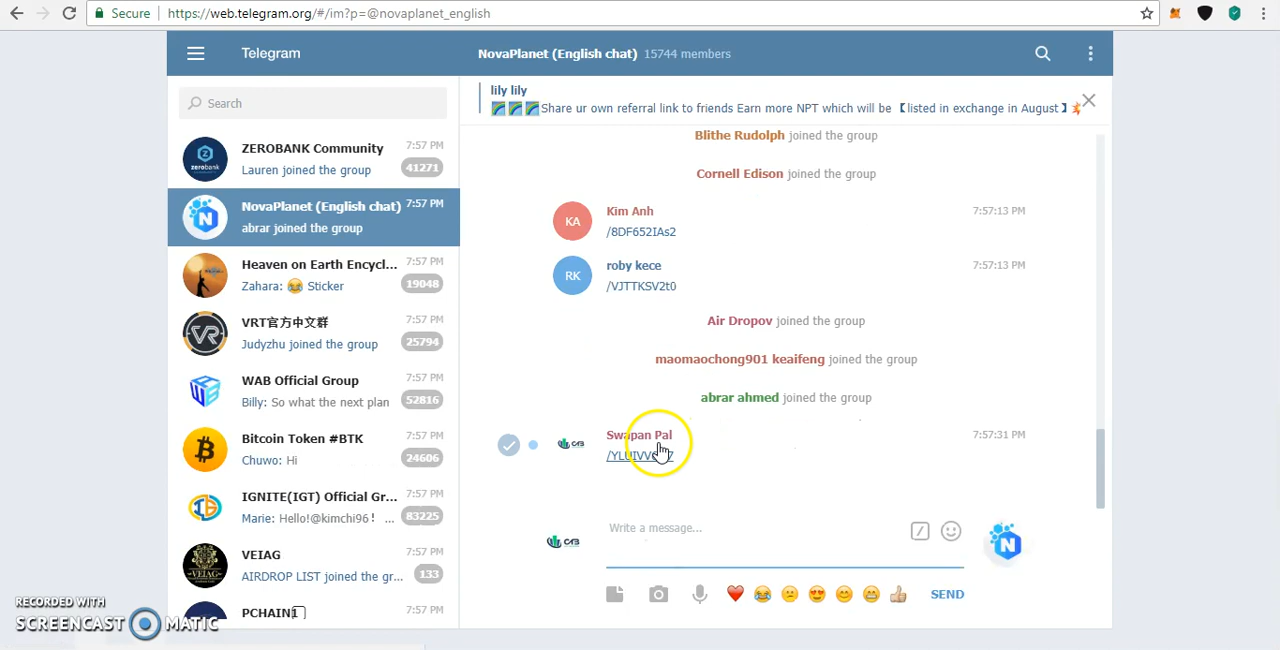 Secure https://web.telegram.org/#/im?p=@novaplanet_english
Telegram
NovaPlanet (English chat) 15744 members
Search
ZEROBANK Community 7:57 PM
Lauren joined the group 41271
zerobank
NovaPlanet (English chat) 7:57 PM
abrar joined the group
Heaven on Earth Encycl... 7:57 PM
Zahara: 😂 Sticker 19048
VRT官方中文群 7:57 PM
Judyzhu joined the group 25794
WAB Official Group 7:57 PM
Billy: So what the next plan 52816
Bitcoin Token #BTK 7:57 PM
Chuwo: Hi 24606
IGNITE(IGT) Official Gr... 7:57 PM
Marie: Hello!@kimchi96! ... 83225
VEIAG 7:57 PM
AIRDROP LIST joined the gr... 133
PCHAIN1 7:57 PM
lily lily
Share ur own referral link to friends Earn more NPT which will be【listed in exchange in August】
Blithe Rudolph joined the group
Cornell Edison joined the group
KA
Kim Anh 7:57:13 PM
/8DF652IAs2
RK
roby kece 7:57:13 PM
/VJTTKSV2t0
Air Dropov joined the group
maomaochong901 keaifeng joined the group
abrar ahmed joined the group
CAB
Swapan Pal 7:57:31 PM
CAB
Write a message...
SEND
RECORDED WITH
SCREENCAST MATIC